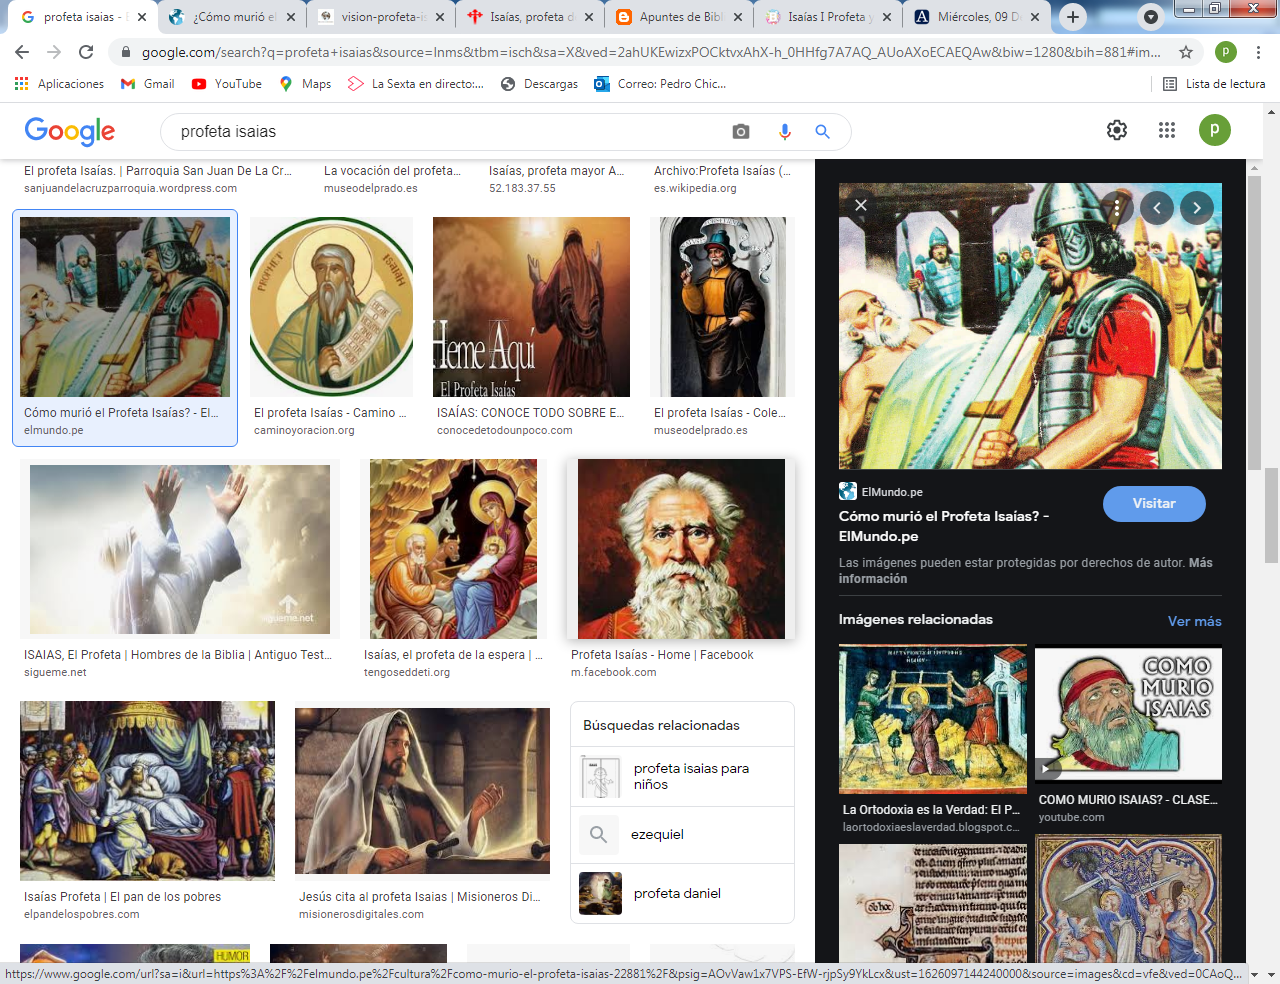 profeta isaias - B
¿Cómo murió el
vision-profeta-is
Isaías, profeta d
Apuntes de Bibl
Isaías I Profeta y
Miércoles, 09 D
google.com/search?q=profeta+isaias&source=lnms&tbm=isch&sa=X&ved=2ahUKEwizxPOCktvxAhX-h_0HHfg7A7AQ_AUoAXoECAEQAw&biw=1280&bih=881#im...
Aplicaciones
Gmail
YouTube
Maps
La Sexta en directo:...
Descargas
Correo: Pedro Chic...
Lista de lectura
Google
profeta isaias
p
El profeta Isaías. | Parroquia San Juan De La Cr...
sanjuandelacruzparroquia.wordpress.com
La vocación del profeta...
museodelprado.es
Isaías, profeta mayor A...
52.183.37.55
Archivo:Profeta Isaías (...
es.wikipedia.org
Cómo murió el Profeta Isaías? - El...
elmundo.pe
PROPHET ISAIAH
El profeta Isaías - Camino ...
caminoyoracion.org
Heme Aquí
El Profeta Isaías
ISAÍAS: CONOCE TODO SOBRE E...
conocedetodounpoco.com
El profeta Isaías - Cole...
museodelprado.es
sigueme.net
ISAIAS, El Profeta | Hombres de la Biblia | Antiguo Test...
sigueme.net
Isaías, el profeta de la espera | ...
tengoseddeti.org
Profeta Isaías - Home | Facebook
m.facebook.com
Isaías Profeta | El pan de los pobres
elpandelospobres.com
Jesús cita al profeta Isaias | Misioneros Di...
misionerosdigitales.com
Búsquedas relacionadas
profeta isaias para
niños
ezequiel
profeta daniel
HUMOR
ElMundo.pe
Visitar
Cómo murió el Profeta Isaías? -
ElMundo.pe
Las imágenes pueden estar protegidas por derechos de autor. Más
información
Imágenes relacionadas
Ver más
La Ortodoxia es la Verdad: El P...
laortodoxiaeslaverdad.blogspot.c...
COMO
MURIO
ISAIAS
COMO MURIO ISAIAS? - CLASE...
youtube.com
https://www.google.com/url?sa=i&url=https%3A%2F%2Felmundo.pe%2Fcultura%2Fcomo-murio-el-profeta-isaias-22881%2F&psig=AOvVaw1x7VPS-EfW-rjpSy9YkLcx&ust=1626097144240000&source=images&cd=vfe&ved=0CAoQ...